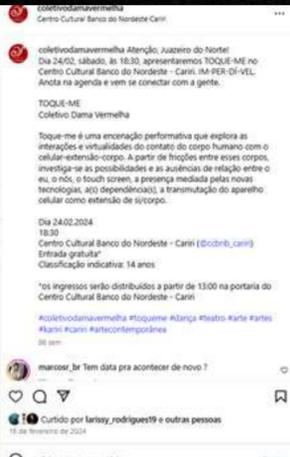 coletivodamavermelha
Centro Cultural Banco do Nordeste Cariri
coletivodamavermelha Atenção, Juazeiro do Norte!
Dia 24/02, sábado, às 18:30, apresentaremos TOQUE-ME no
Centro Cultural Banco do Nordeste - Cariri. IM-PER-DÍ-VEL.
Anota na agenda e vem se conectar com a gente.
TOQUE-ME
Coletivo Dama Vermelha
Toque-me é uma encenação performativa que explora as
interações e virtualidades do contato do corpo humano com o
celular-extensão-corpo. A partir de fricções entre esses corpos,
investiga-se as possibilidades e as ausências de relação entre o
eu, o nós, o touch screen, a presença mediada pelas novas
tecnologias, a(s) dependência(s), a transmutação do aparelho
celular como extensão de si/corpo.
Dia 24.02.2024
18:30
Centro Cultural Banco do Nordeste - Cariri (@ccbnb_cariri)
Entrada gratuita*
Classificação indicativa: 14 anos
*os ingressos serão distribuídos a partir de 13:00 na portaria do
Centro Cultural Banco do Nordeste - Cariri
#coletivodamavermelha #toqueme #dança #teatro #arte #artes
#kariri #cariri #artecontemporânea
sem
marcosr_br Tem data pra acontecer de novo ?
Curtido por larissy_rodrigues19 e outras pessoas
de fevereiro de 2024